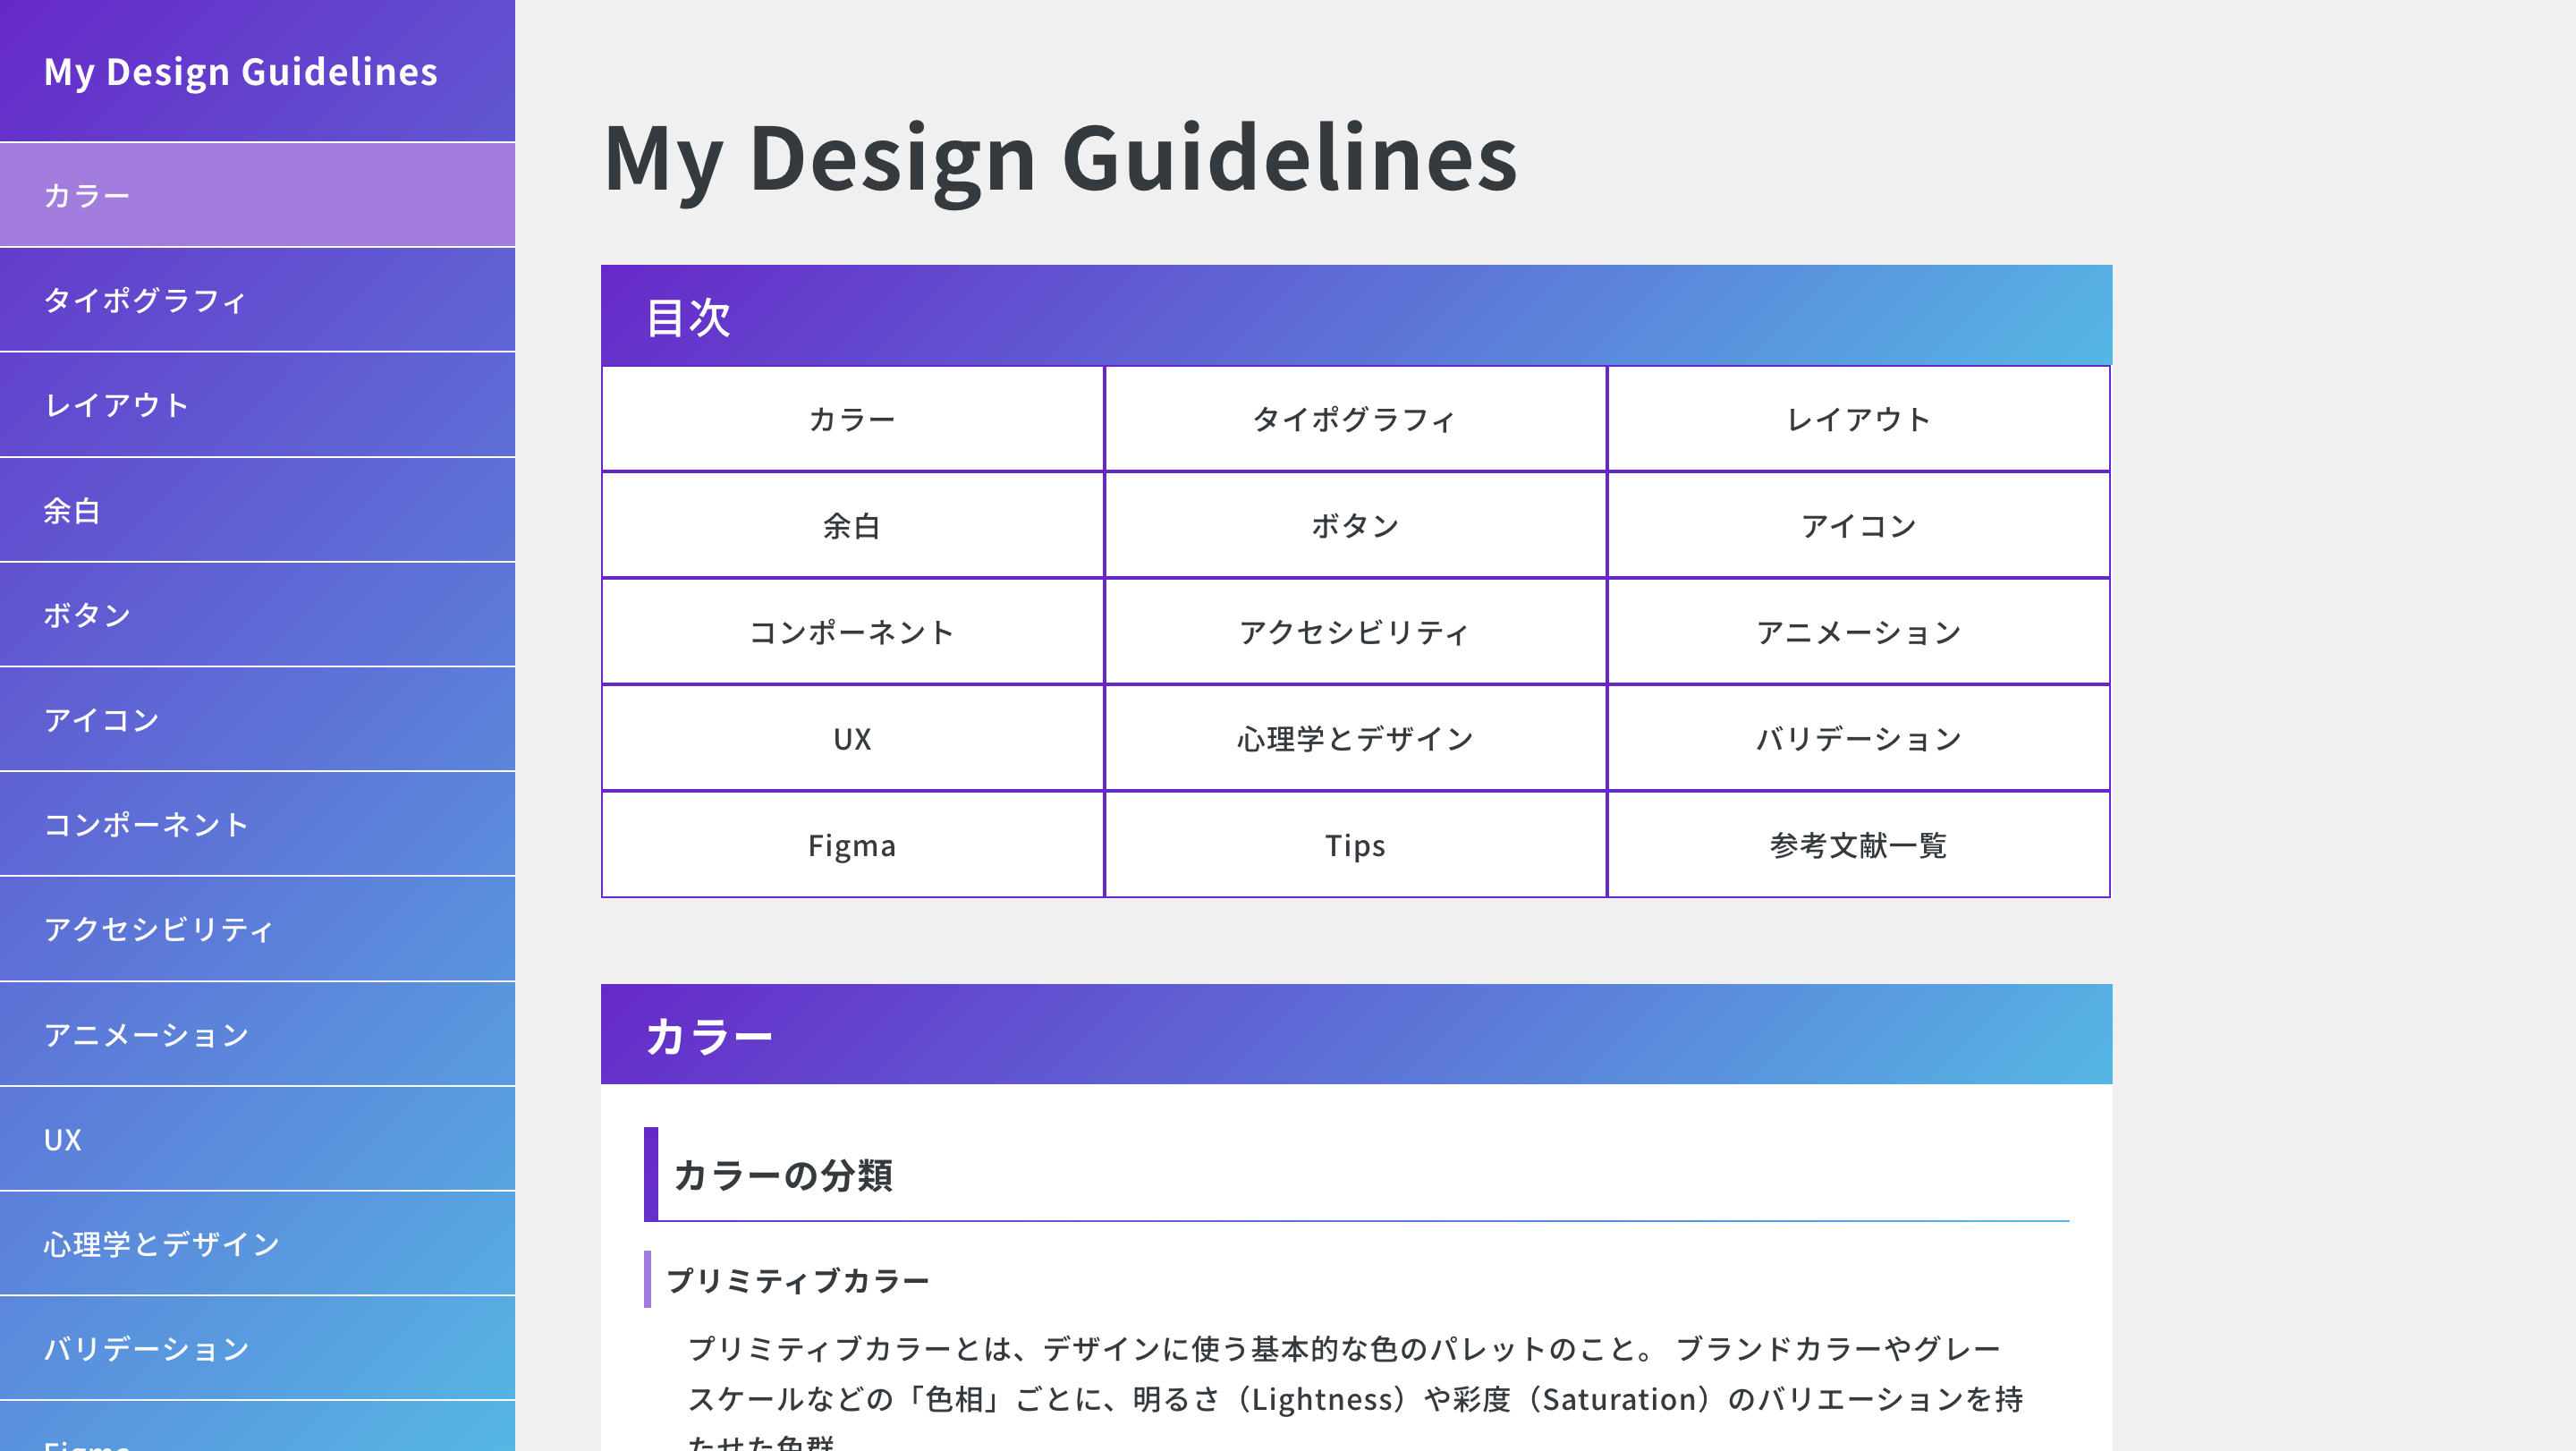 My Design Guidelines
カラー
タイポグラフィ
レイアウト
余白
ボタン
アイコン
コンポーネント
アクセシビリティ
アニメーション
UX
心理学とデザイン
バリデーション
Figma
My Design Guidelines
目次
カラー タイポグラフィ レイアウト
余白 ボタン アイコン
コンポーネント アクセシビリティ アニメーション
UX 心理学とデザイン バリデーション
Figma Tips 参考文献一覧
カラー
カラーの分類
プリミティブカラー
プリミティブカラーとは、デザインに使う基本的な色のパレットのこと。 ブランドカラーやグレー
スケールなどの「色相」ごとに、明るさ（Lightness）や彩度（Saturation）のバリエーションを持
たせた色群